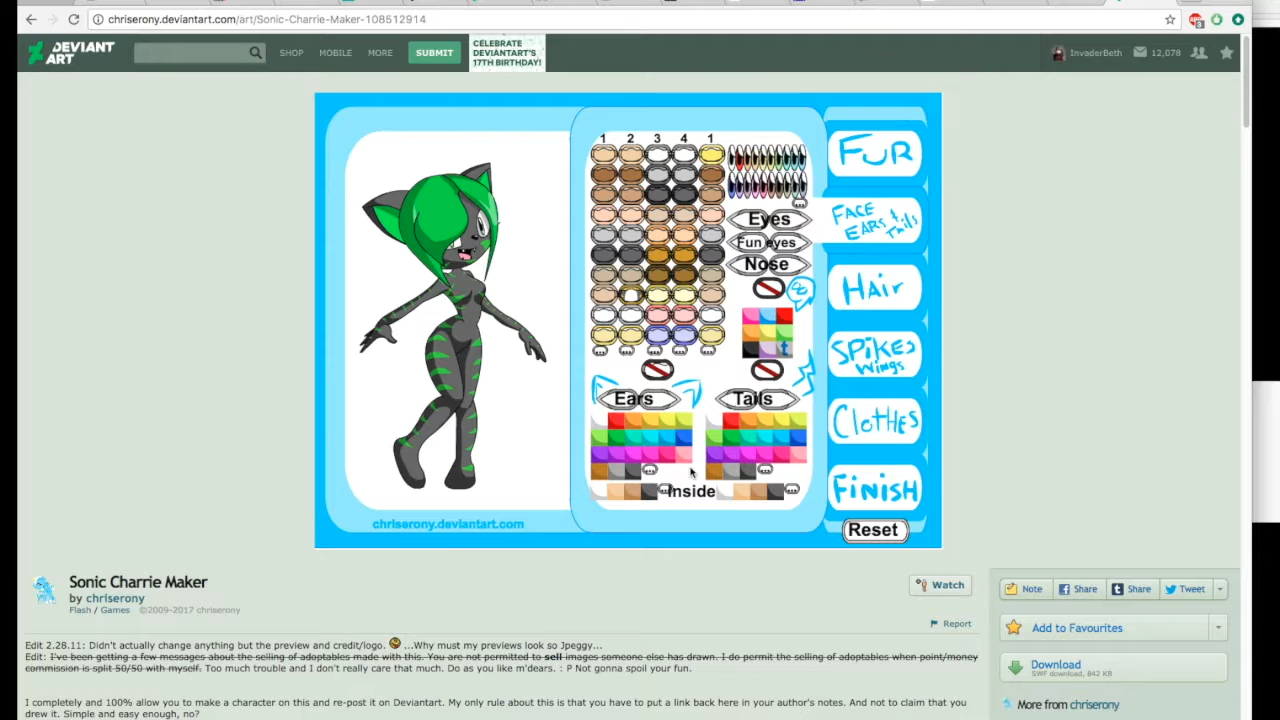 chriserony.deviantart.com/art/Sonic-Charrie-Maker-108512914
DEVIANT ART
SHOP
MOBILE
MORE
SUBMIT
CELEBRATE
DEVIANTART'S
17TH BIRTHDAY!
InvaderBeth
12,078
1 2 3 4 1
FUR
FACE
EARS & Tails
HAIR
SPIKES
WINGS
CLOTHES
FINISH
Reset
Eyes
Fun eyes
Nose
t
Ears
Tails
Inside
chriserony.deviantart.com
Sonic Charrie Maker
by chriserony
Flash / Games ©2009-2017 chriserony
Watch
Report
Note
Share
Share
Tweet
Add to Favourites
Download
SWF download, 842 KB
More from chriserony
Edit 2.28.11: Didn't actually change anything but the preview and credit/logo. ...Why must my previews look so Jpeggy...
Edit: I've been getting a few messages about the selling of adoptables made with this. You are not permitted to sell images someone else has drawn. I do permit the selling of adoptables when point/money
commission is split 50/50 with myself. Too much trouble and I don't really care that much. Do as you like m'dears. : P Not gonna spoil your fun.
I completely and 100% allow you to make a character on this and re-post it on Deviantart. My only rule about this is that you have to put a link back here in your author's notes. And not to claim that you
drew it. Simple and easy enough, no?